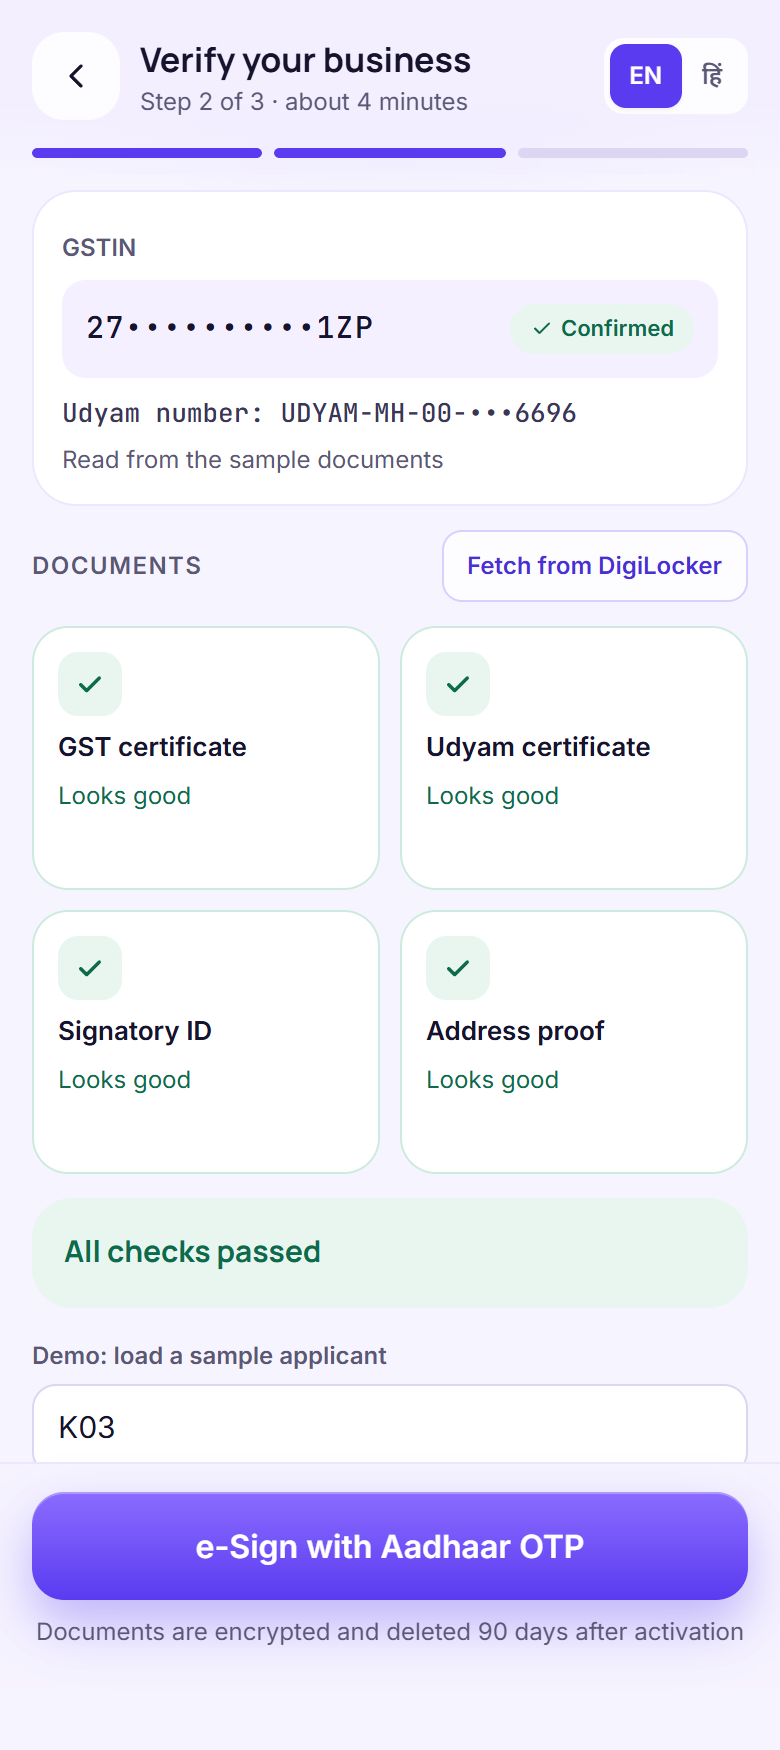 Verify your business
Step 2 of 3 · about 4 minutes
EN
हिं
GSTIN
27••••••••••1ZP
Confirmed
Udyam number: UDYAM-MH-00-•••6696
Read from the sample documents
DOCUMENTS
Fetch from DigiLocker
GST certificate
Looks good
Udyam certificate
Looks good
Signatory ID
Looks good
Address proof
Looks good
All checks passed
Demo: load a sample applicant
K03
e-Sign with Aadhaar OTP
Documents are encrypted and deleted 90 days after activation